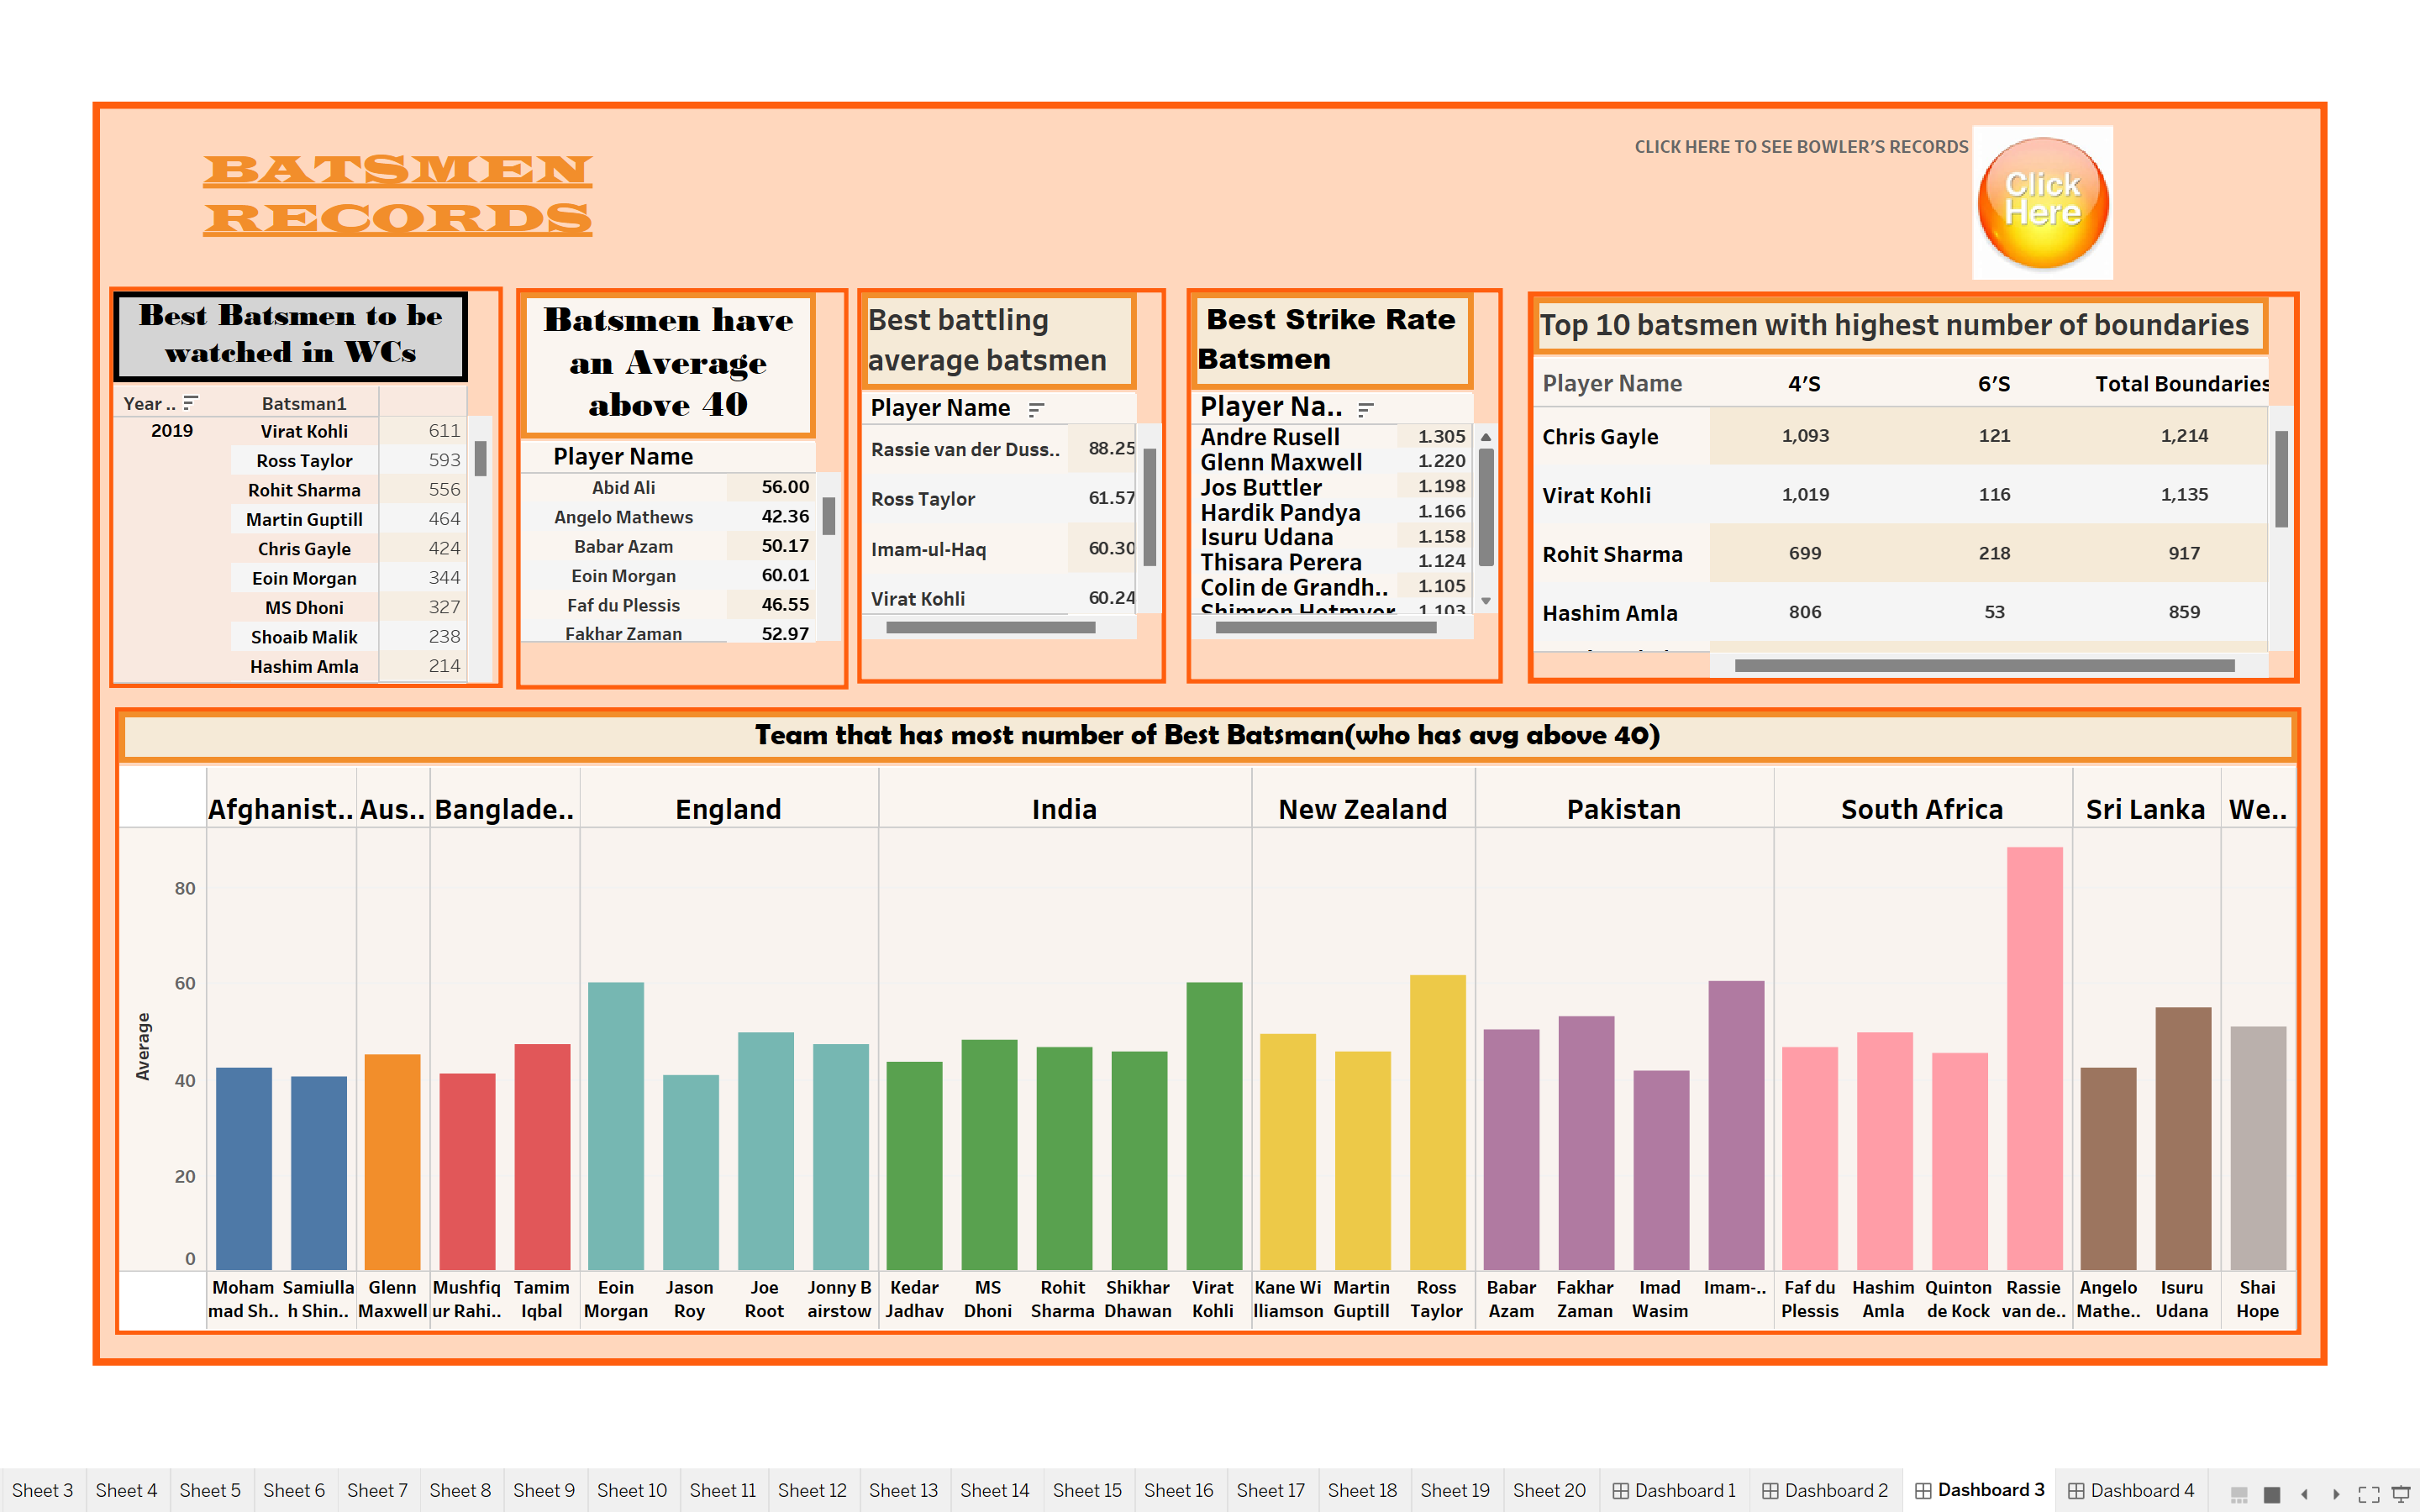 BATSMEN
RECORDS
CLICK HERE TO SEE BOWLER'S RECORDS
Click
Here
Best Batsmen to be
watched in WCs
Year ..
Batsman1
2019
Virat Kohli 611
Ross Taylor 593
Rohit Sharma 556
Martin Guptill 464
Chris Gayle 424
Eoin Morgan 344
MS Dhoni 327
Shoaib Malik 238
Hashim Amla 214
Batsmen have
an Average
above 40
Player Name
Abid Ali 56.00
Angelo Mathews 42.36
Babar Azam 50.17
Eoin Morgan 60.01
Faf du Plessis 46.55
Fakhar Zaman 52.97
Best battling
average batsmen
Player Name
Rassie van der Duss.. 88.25
Ross Taylor 61.57
Imam-ul-Haq 60.30
Virat Kohli 60.24
Best Strike Rate
Batsmen
Player Na..
Andre Rusell 1.305
Glenn Maxwell 1.220
Jos Buttler 1.198
Hardik Pandya 1.166
Isuru Udana 1.158
Thisara Perera 1.124
Colin de Grandh.. 1.105
Shimron Hetmyer 1.103
Top 10 batsmen with highest number of boundaries
Player Name 4'S 6'S Total Boundaries
Chris Gayle 1,093 121 1,214
Virat Kohli 1,019 116 1,135
Rohit Sharma 699 218 917
Hashim Amla 806 53 859
Team that has most number of Best Batsman(who has avg above 40)
Afghanist.. Aus.. Banglade.. England India New Zealand Pakistan South Africa Sri Lanka We..
Average
80
60
40
20
0
Moham
mad Sh..
Samiulla
h Shin..
Glenn
Maxwell
Mushfiq
ur Rahi..
Tamim
Iqbal
Eoin
Morgan
Jason
Roy
Joe
Root
Jonny B
airstow
Kedar
Jadhav
MS
Dhoni
Rohit
Sharma
Shikhar
Dhawan
Virat
Kohli
Kane Wi
lliamson
Martin
Guptill
Ross
Taylor
Babar
Azam
Fakhar
Zaman
Imad
Wasim
Imam-..
Faf du
Plessis
Hashim
Amla
Quinton
de Kock
Rassie
van de..
Angelo
Mathe..
Isuru
Udana
Shai
Hope
Sheet 3 Sheet 4 Sheet 5 Sheet 6 Sheet 7 Sheet 8 Sheet 9 Sheet 10 Sheet 11 Sheet 12 Sheet 13 Sheet 14 Sheet 15 Sheet 16 Sheet 17 Sheet 18 Sheet 19 Sheet 20 Dashboard 1 Dashboard 2 Dashboard 3 Dashboard 4